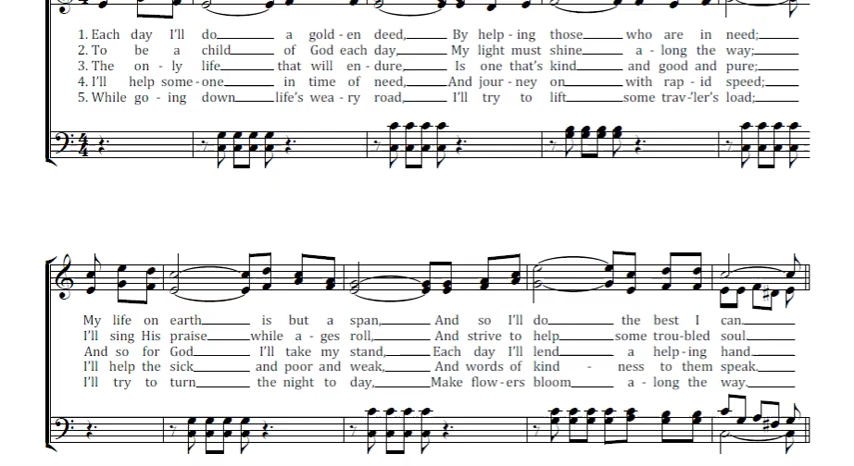 1. Each day I'll do a gold - en deed, By help - ing those who are in need;
2. To be a child of God each day, My light must shine a - long the way;
3. The on - ly life that will en - dure, Is one that's kind and good and pure;
4. I'll help some - one in time of need, And jour - ney on with rap - id speed;
5. While go - ing down life's wea - ry road, I'll try to lift some trav-'ler's load;
My life on earth is but a span, And so I'll do the best I can.
I'll sing His praise while a - ges roll, And strive to help some trou-bled soul.
And so for God I'll take my stand, Each day I'll lend a help-ing hand.
I'll help the sick and poor and weak, And words of kind - ness to them speak.
I'll try to turn the night to day, Make flow-ers bloom a - long the way.